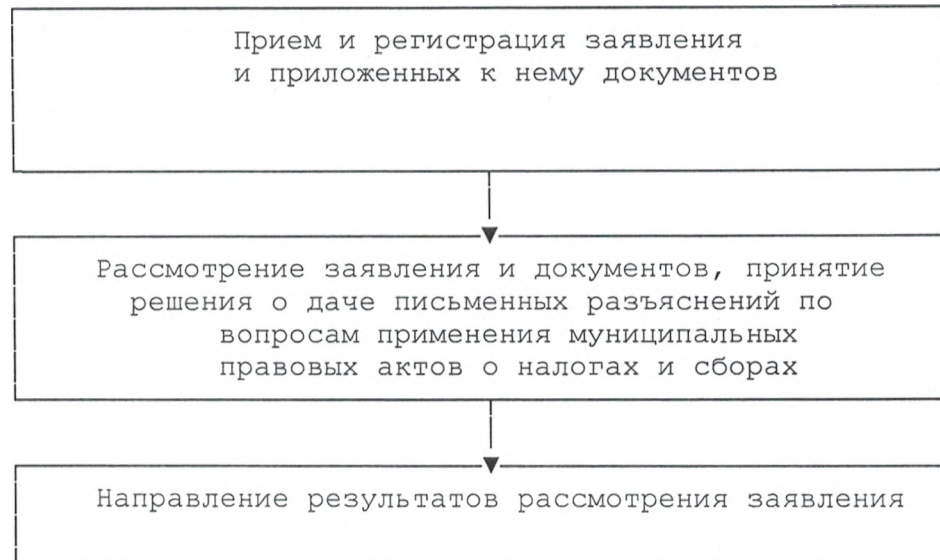 Прием и регистрация заявления
и приложенных к нему документов
Рассмотрение заявления и документов, принятие
решения о даче письменных разъяснений по
вопросам применения муниципальных
правовых актов о налогах и сборах
Направление результатов рассмотрения заявления